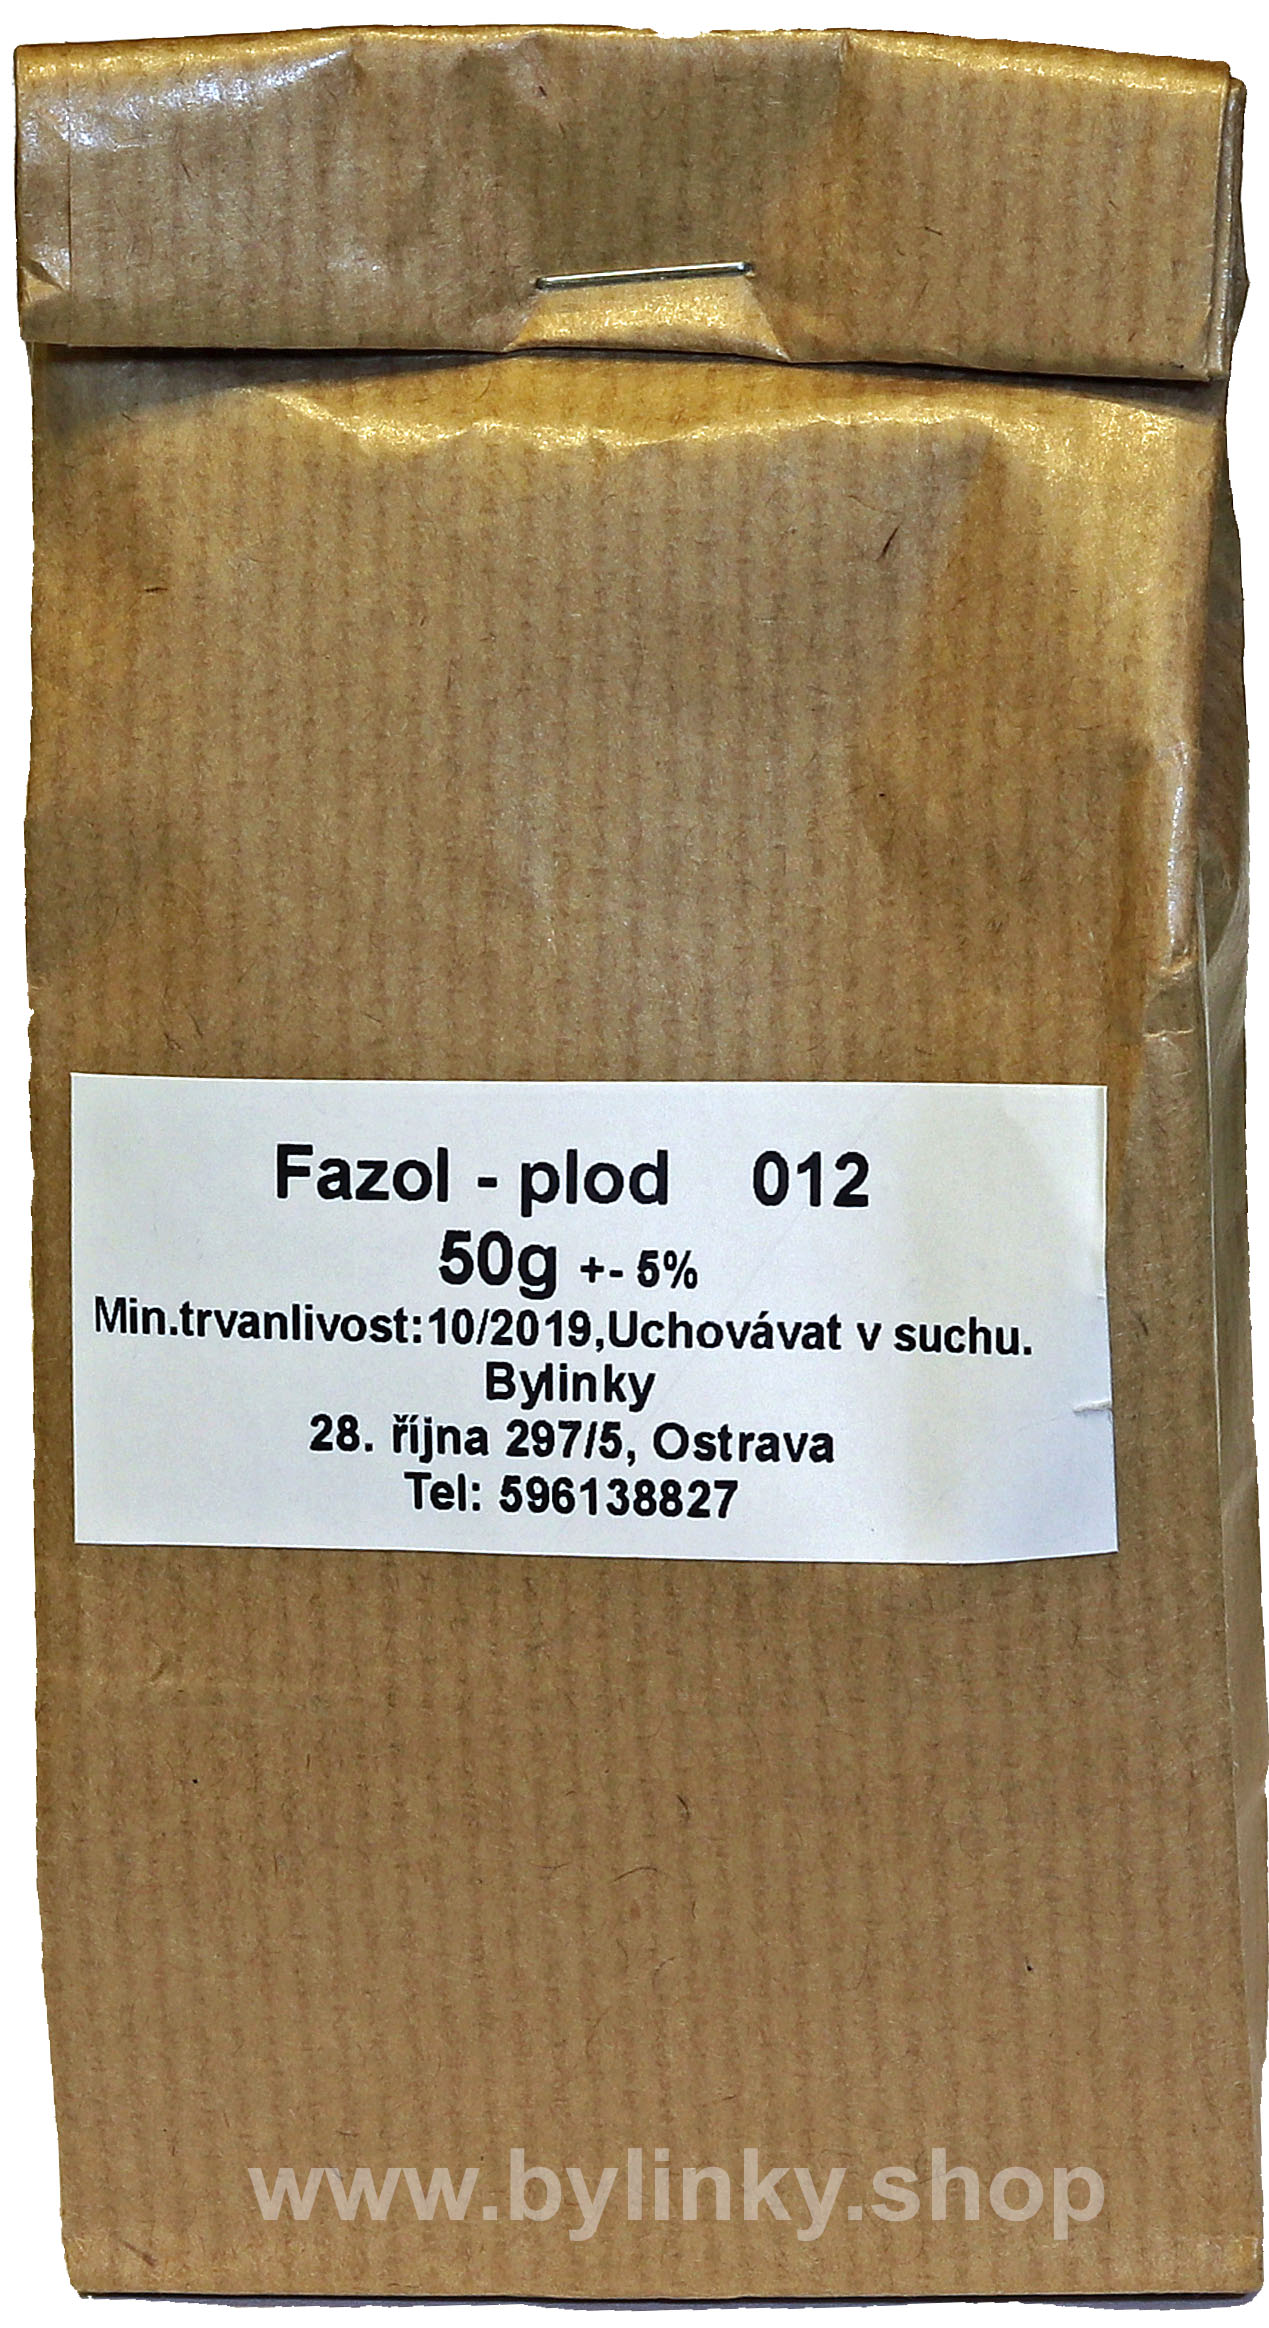 Fazol - plod 012
50g +- 5%
Min.trvanlivost:10/2019,Uchovávat v suchu.
Bylinky
28. října 297/5, Ostrava
Tel: 596138827
www.bylinky.shop